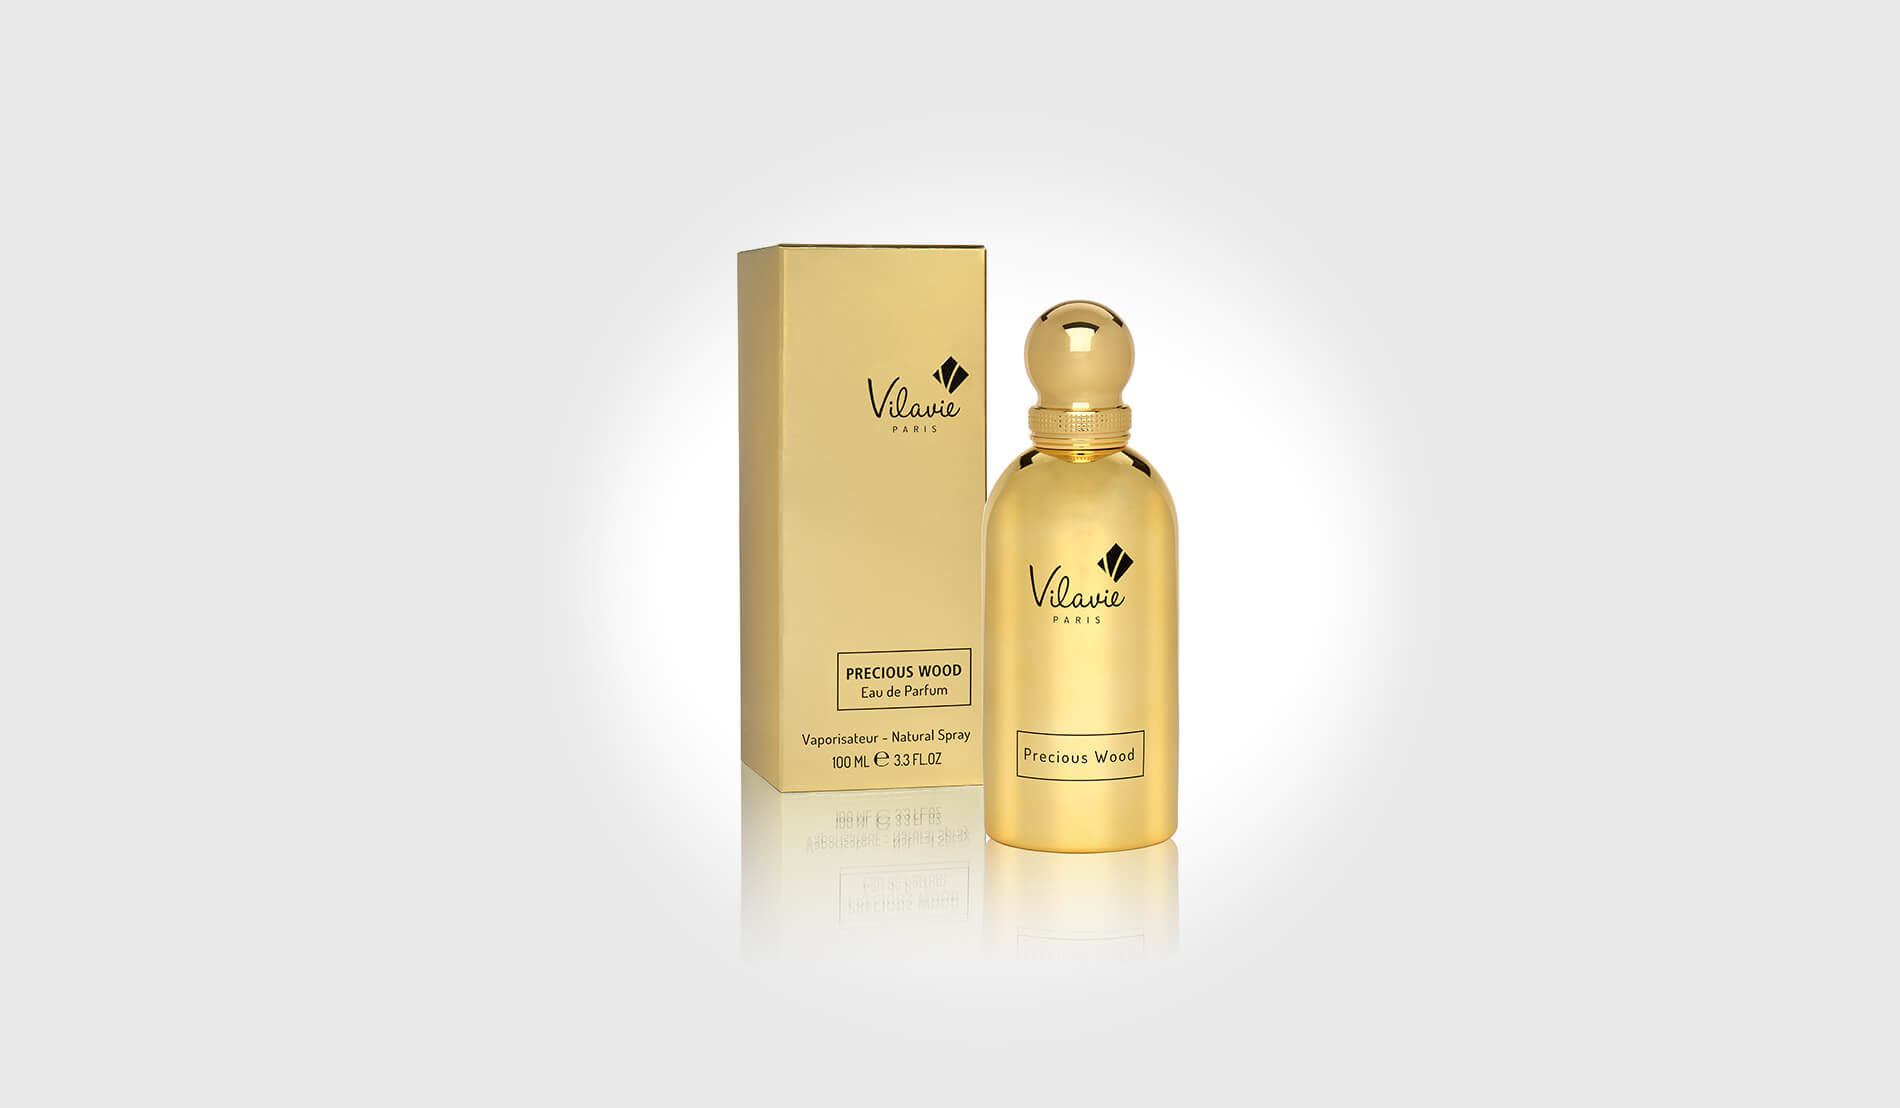 Vilavie
PARIS
PRECIOUS WOOD
Eau de Parfum
Vaporisateur - Natural Spray
100 ML ℮ 3.3 FL.OZ
Vilavie
PARIS
Precious Wood